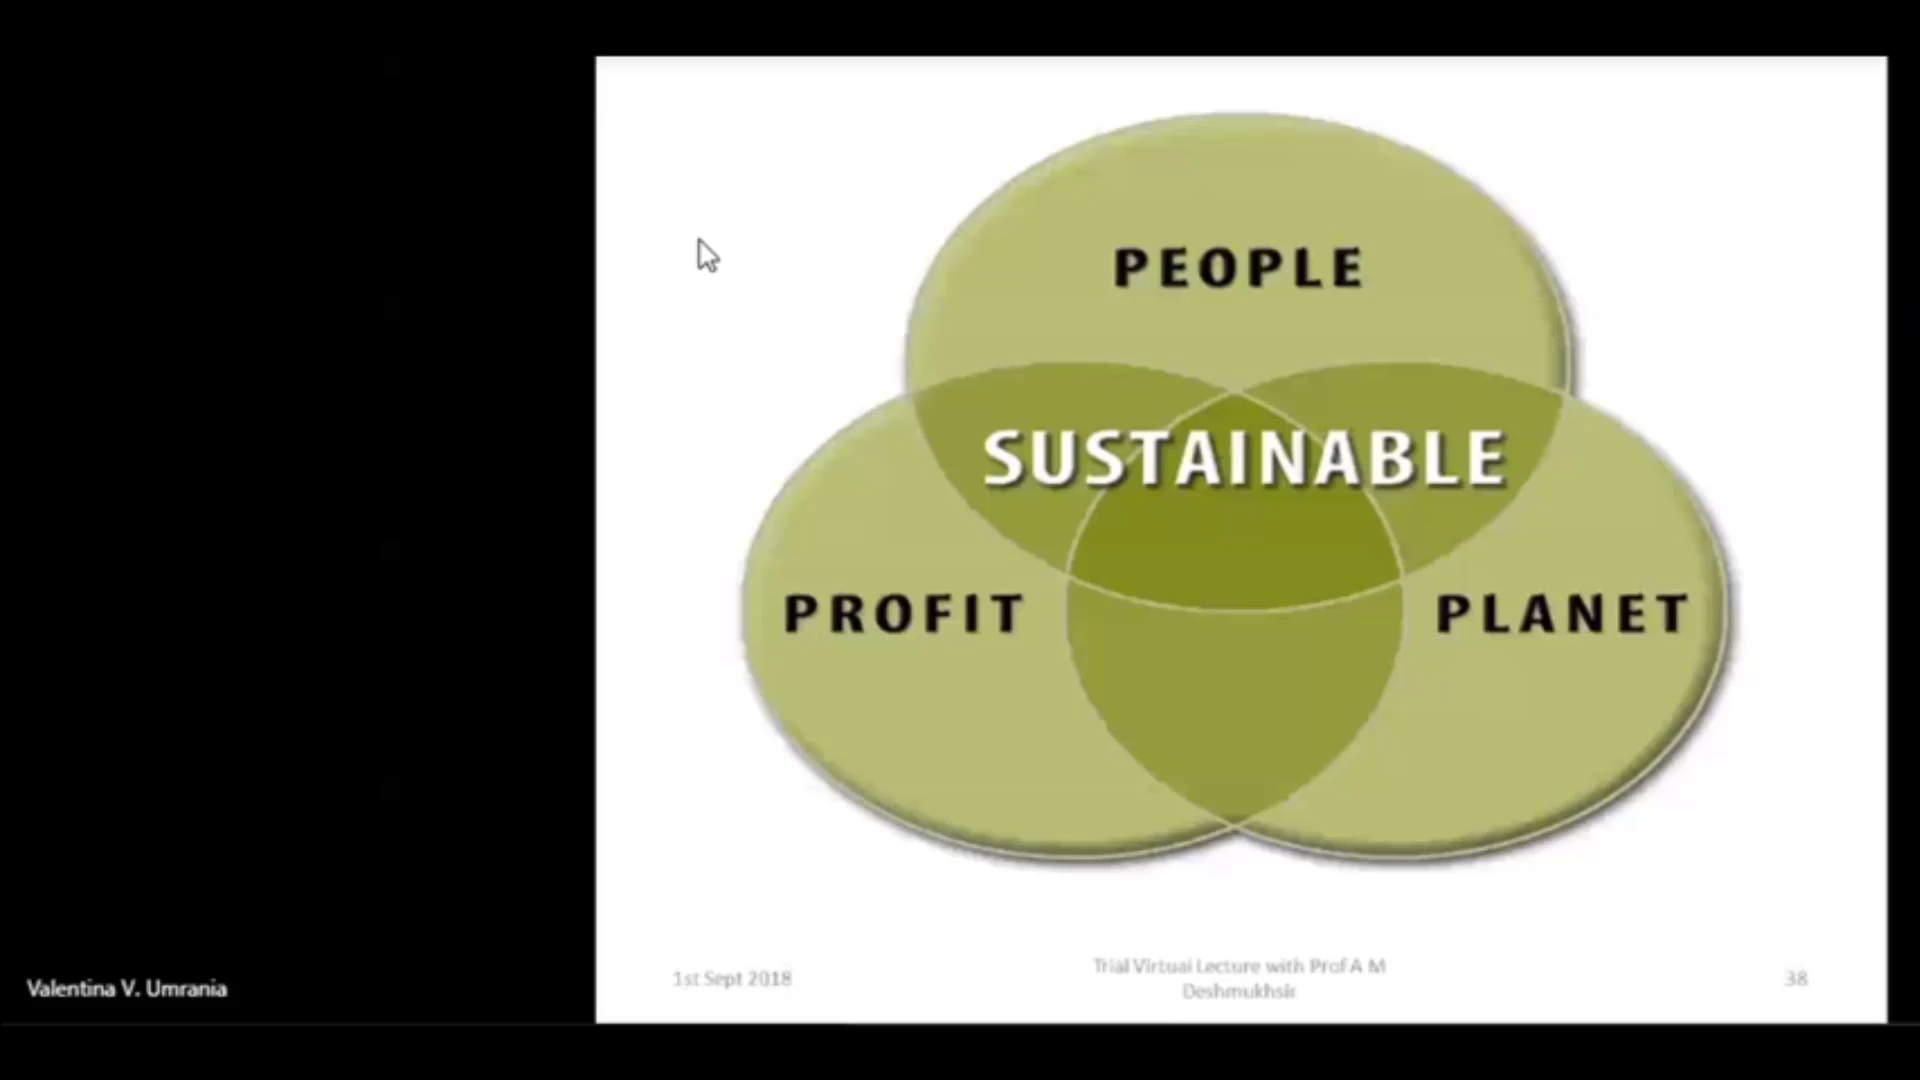 PEOPLE
SUSTAINABLE
PROFIT
PLANET
1st Sept 2018
Trial Virtual Lecture with Prof A M
Deshmukhsir
38
Valentina V. Umrania